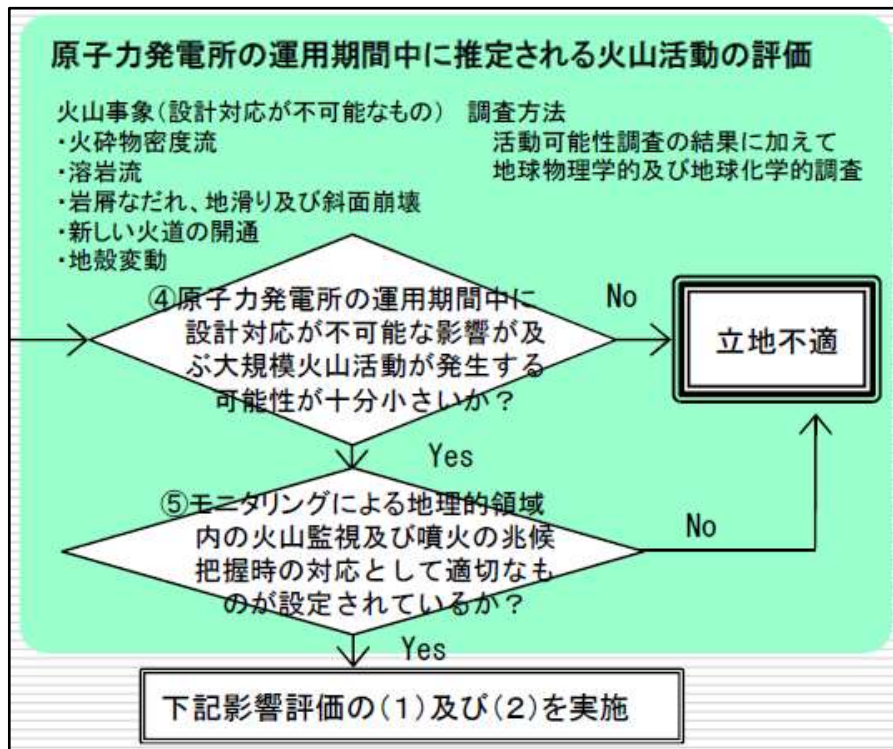 原子力発電所の運用期間中に推定される火山活動の評価
火山事象(設計対応が不可能なもの)
・火砕物密度流
・溶岩流
・岩屑なだれ、地滑り及び斜面崩壊
・新しい火道の開通
・地殻変動
調査方法
活動可能性調査の結果に加えて
地球物理学的及び地球化学的調査
④原子力発電所の運用期間中に
設計対応が不可能な影響が及
ぶ大規模火山活動が発生する
可能性が十分小さいか?
No
立地不適
Yes
⑤モニタリングによる地理的領域
内の火山監視及び噴火の兆候
把握時の対応として適切なも
のが設定されているか?
No
Yes
下記影響評価の(1)及び(2)を実施